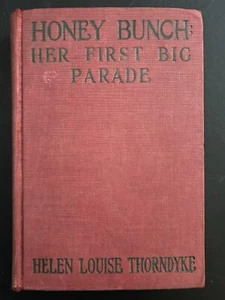 HONEY BUNCH:
HER FIRST BIG
PARADE
HELEN LOUISE THORNDYKE